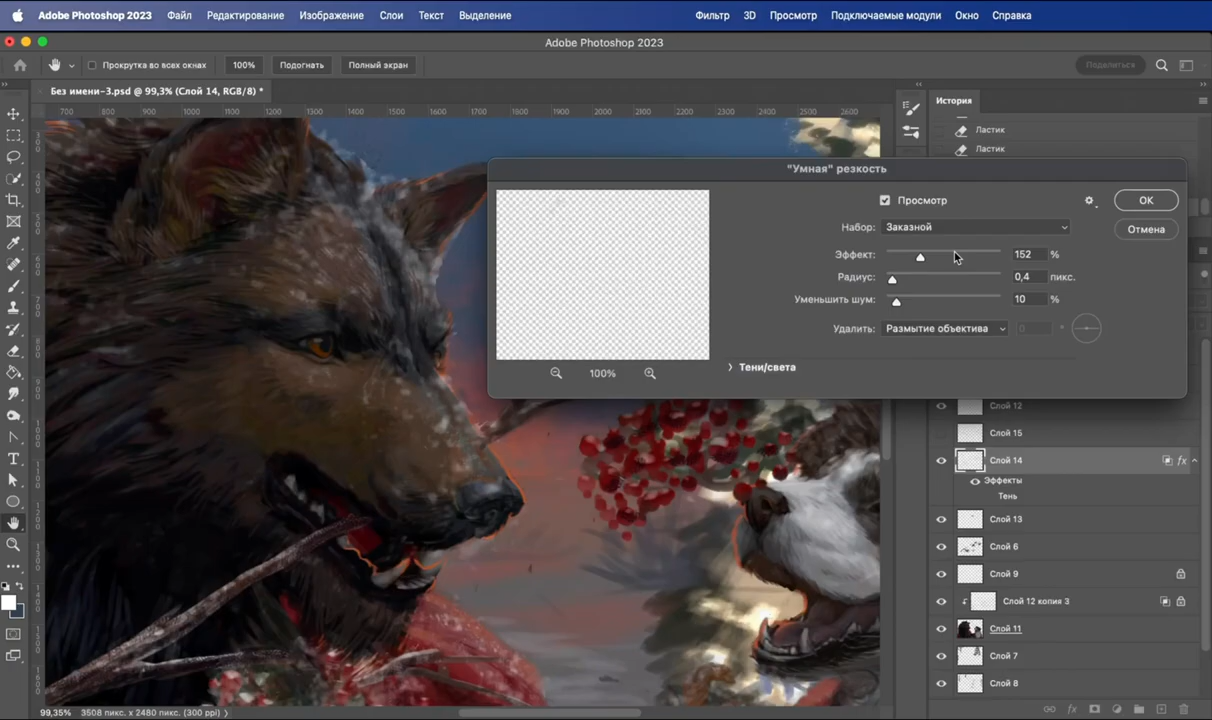 Adobe Photoshop 2023 Файл Редактирование Изображение Слои Текст Выделение Фильтр 3D Просмотр Подключаемые модули Окно Справка
Adobe Photoshop 2023
Прокрутка во всех окнах 100% Подогнать Полный экран Поделиться
Без имени-3.psd @ 99,3% (Слой 14, RGB/8) *
700 800 900 1000 1100 1200 1300 1400 1500 1600 1700 1800 1900 2000 2100 2200 2300 2400 2500 2600
История
Ластик
Ластик
"Умная" резкость
Просмотр
OK
Набор: Заказной
Отмена
Эффект: 152 %
Радиус: 0,4 пикс.
Уменьшить шум: 10 %
Удалить: Размытие объектива 0 °
Тени/света
100%
Слой 12
Слой 15
Слой 14 fx
Эффекты
Тень
Слой 13
Слой 6
Слой 9
Слой 12 копия 3
Слой 11
Слой 7
Слой 8
99,35% 3508 пикс. x 2480 пикс. (300 ppi)
fx